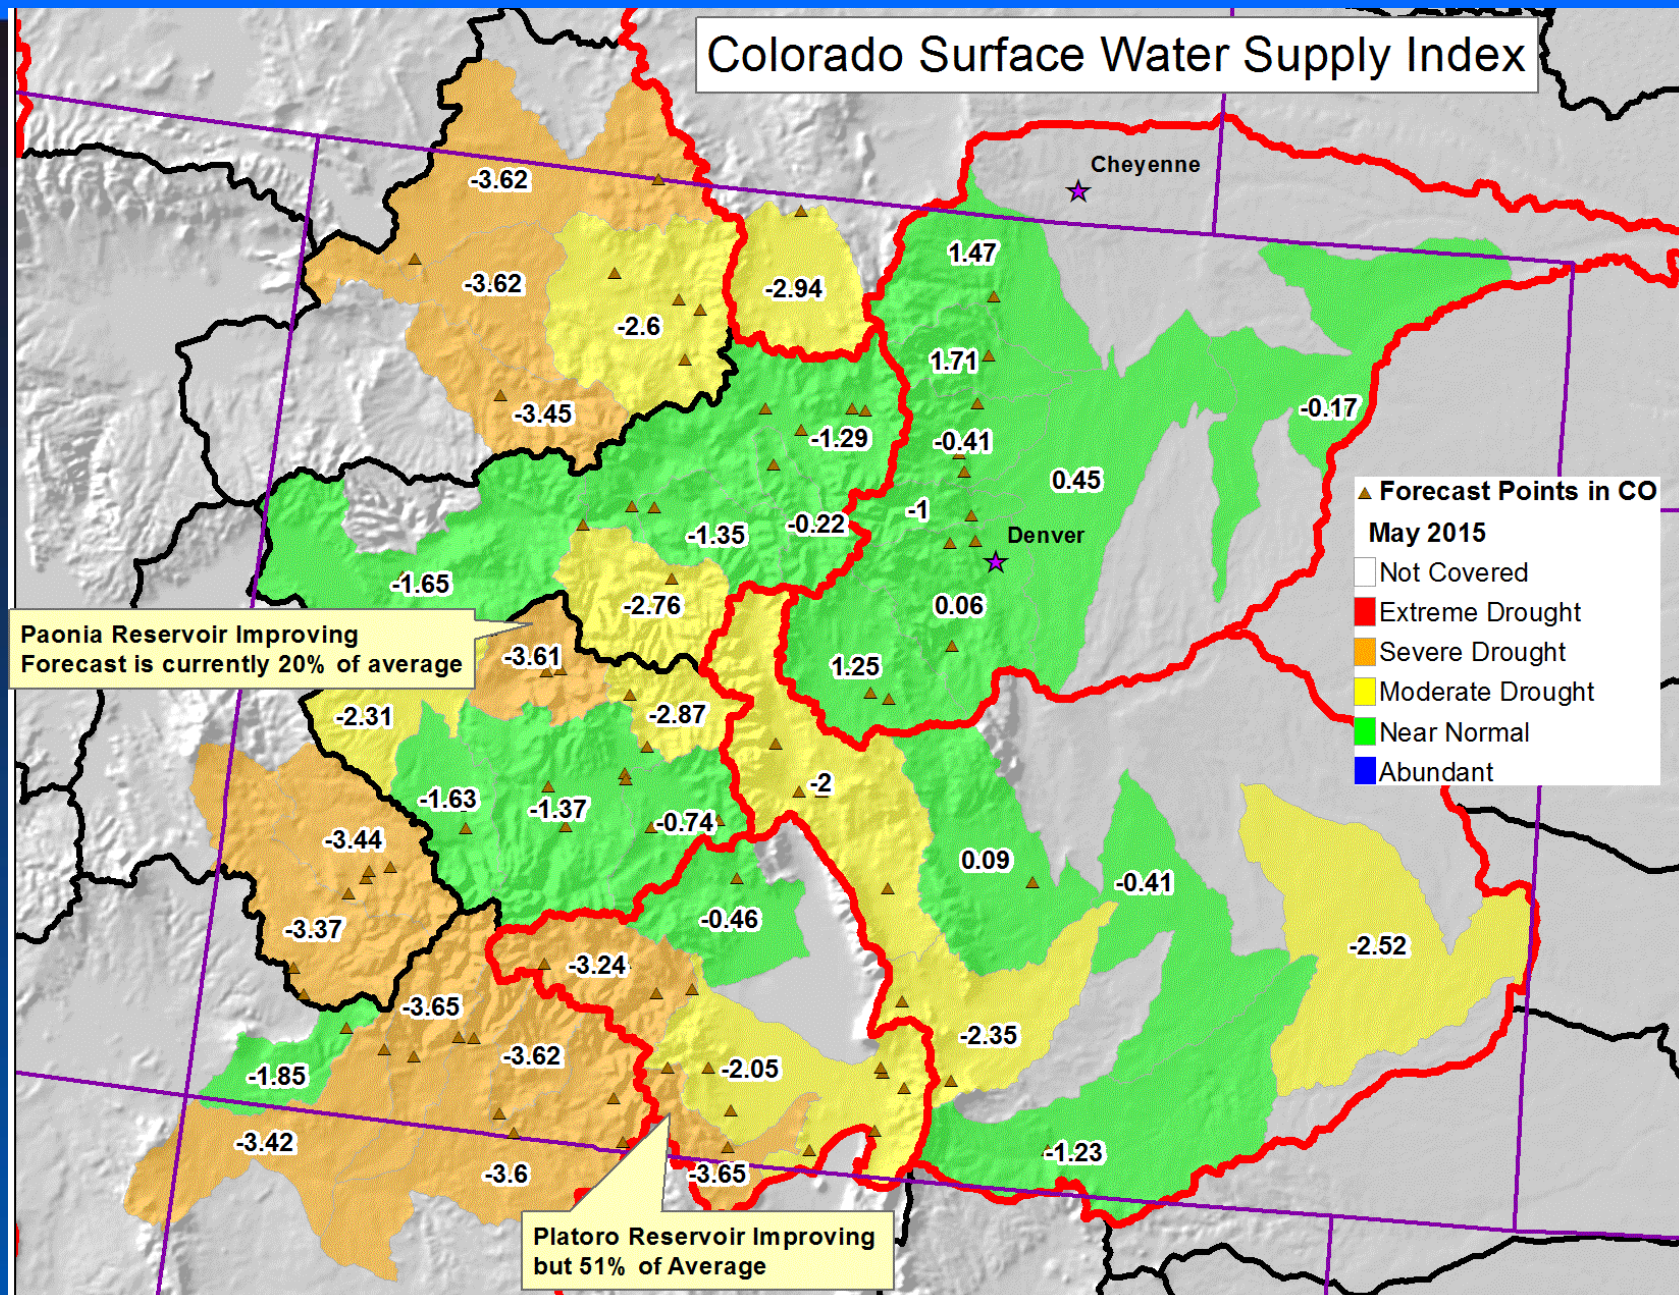 Colorado Surface Water Supply Index
Cheyenne
-3.62
1.47
-3.62
-2.94
-2.6
1.71
-3.45
-0.17
-1.29
-0.41
0.45
-1
-0.22
-1.35
Denver
-1.65
-2.76
0.06
▲ Forecast Points in CO
May 2015
Not Covered
Extreme Drought
Severe Drought
Moderate Drought
Near Normal
Abundant
Paonia Reservoir Improving
Forecast is currently 20% of average
-3.61
1.25
-2.31
-2.87
-2
-1.63
-1.37
-0.74
-3.44
0.09
-0.41
-0.46
-3.37
-2.52
-3.24
-3.65
-2.35
-3.62
-2.05
-1.85
-3.42
-1.23
-3.6
-3.65
Platoro Reservoir Improving
but 51% of Average